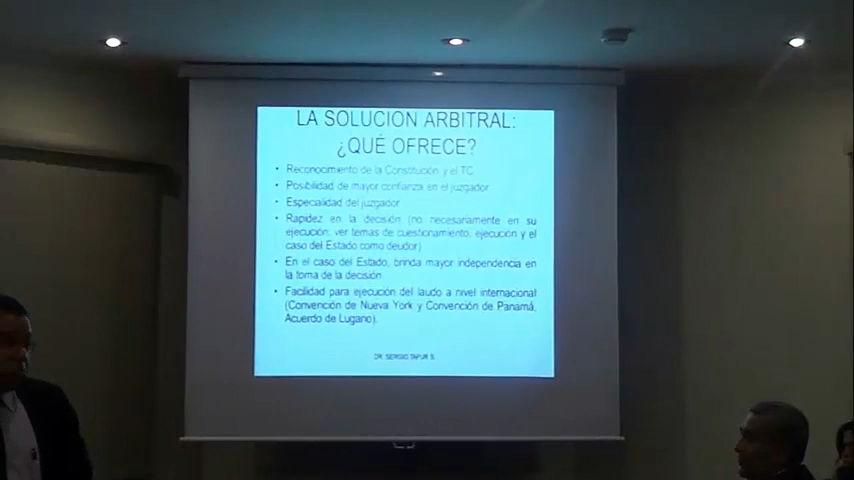 LA SOLUCION ARBITRAL:
¿QUÉ OFRECE?
• Reconocimiento de la Constitución y el TC
• Posibilidad de mayor confianza en el juzgador
• Especialidad del juzgador
• Rapidez en la decisión (no necesariamente en su
ejecución: ver temas de cuestionamiento, ejecución y el
caso del Estado como deudor)
• En el caso del Estado, brinda mayor independencia en
la toma de la decisión
• Facilidad para ejecución del laudo a nivel internacional
(Convención de Nueva York y Convención de Panamá,
Acuerdo de Lugano).
DR. SERGIO TAFUR S.